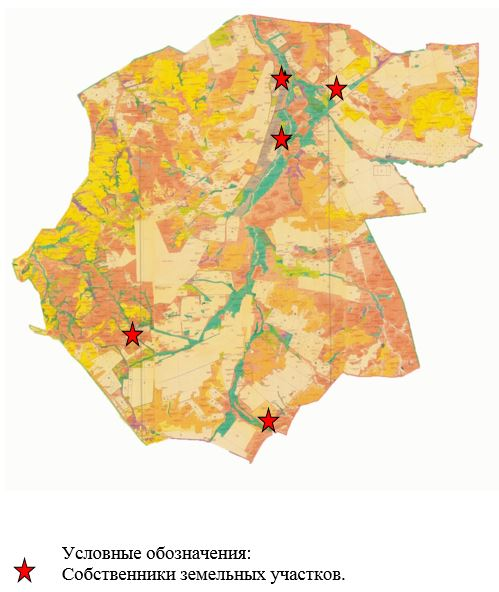 Условные обозначения:
Собственники земельных участков.